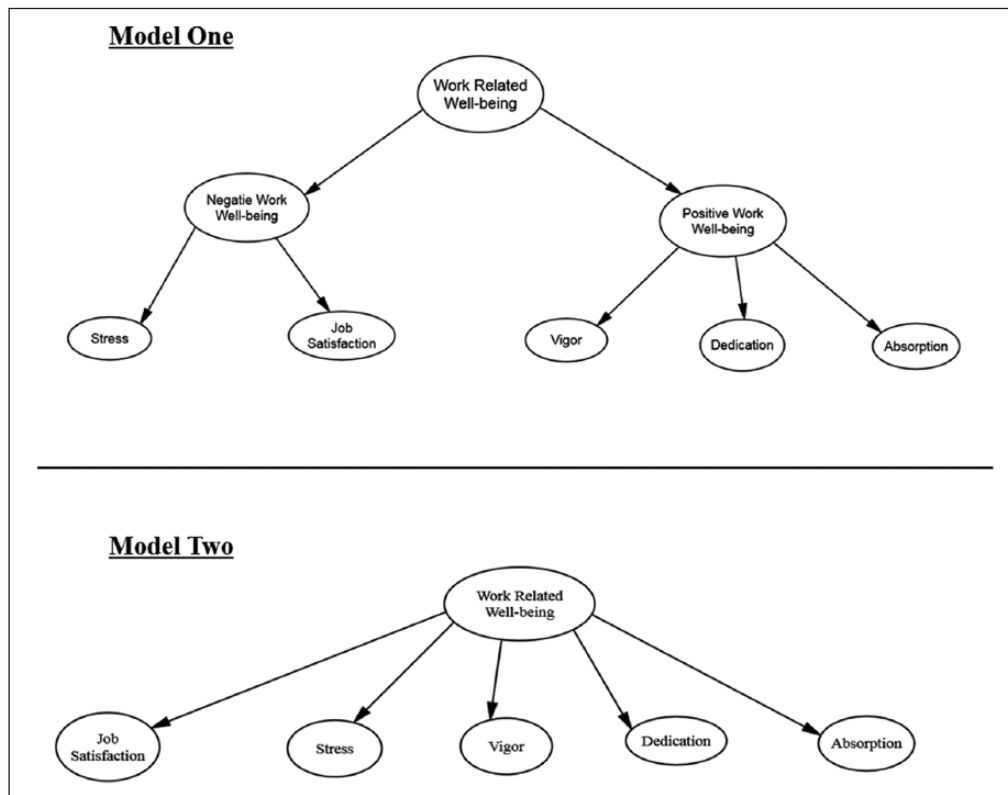 Model One
Work Related
Well-being
Negatie Work
Well-being
Positive Work
Well-being
Stress
Job
Satisfaction
Vigor
Dedication
Absorption
Model Two
Work Related
Well-being
Job
Satisfaction
Stress
Vigor
Dedication
Absorption